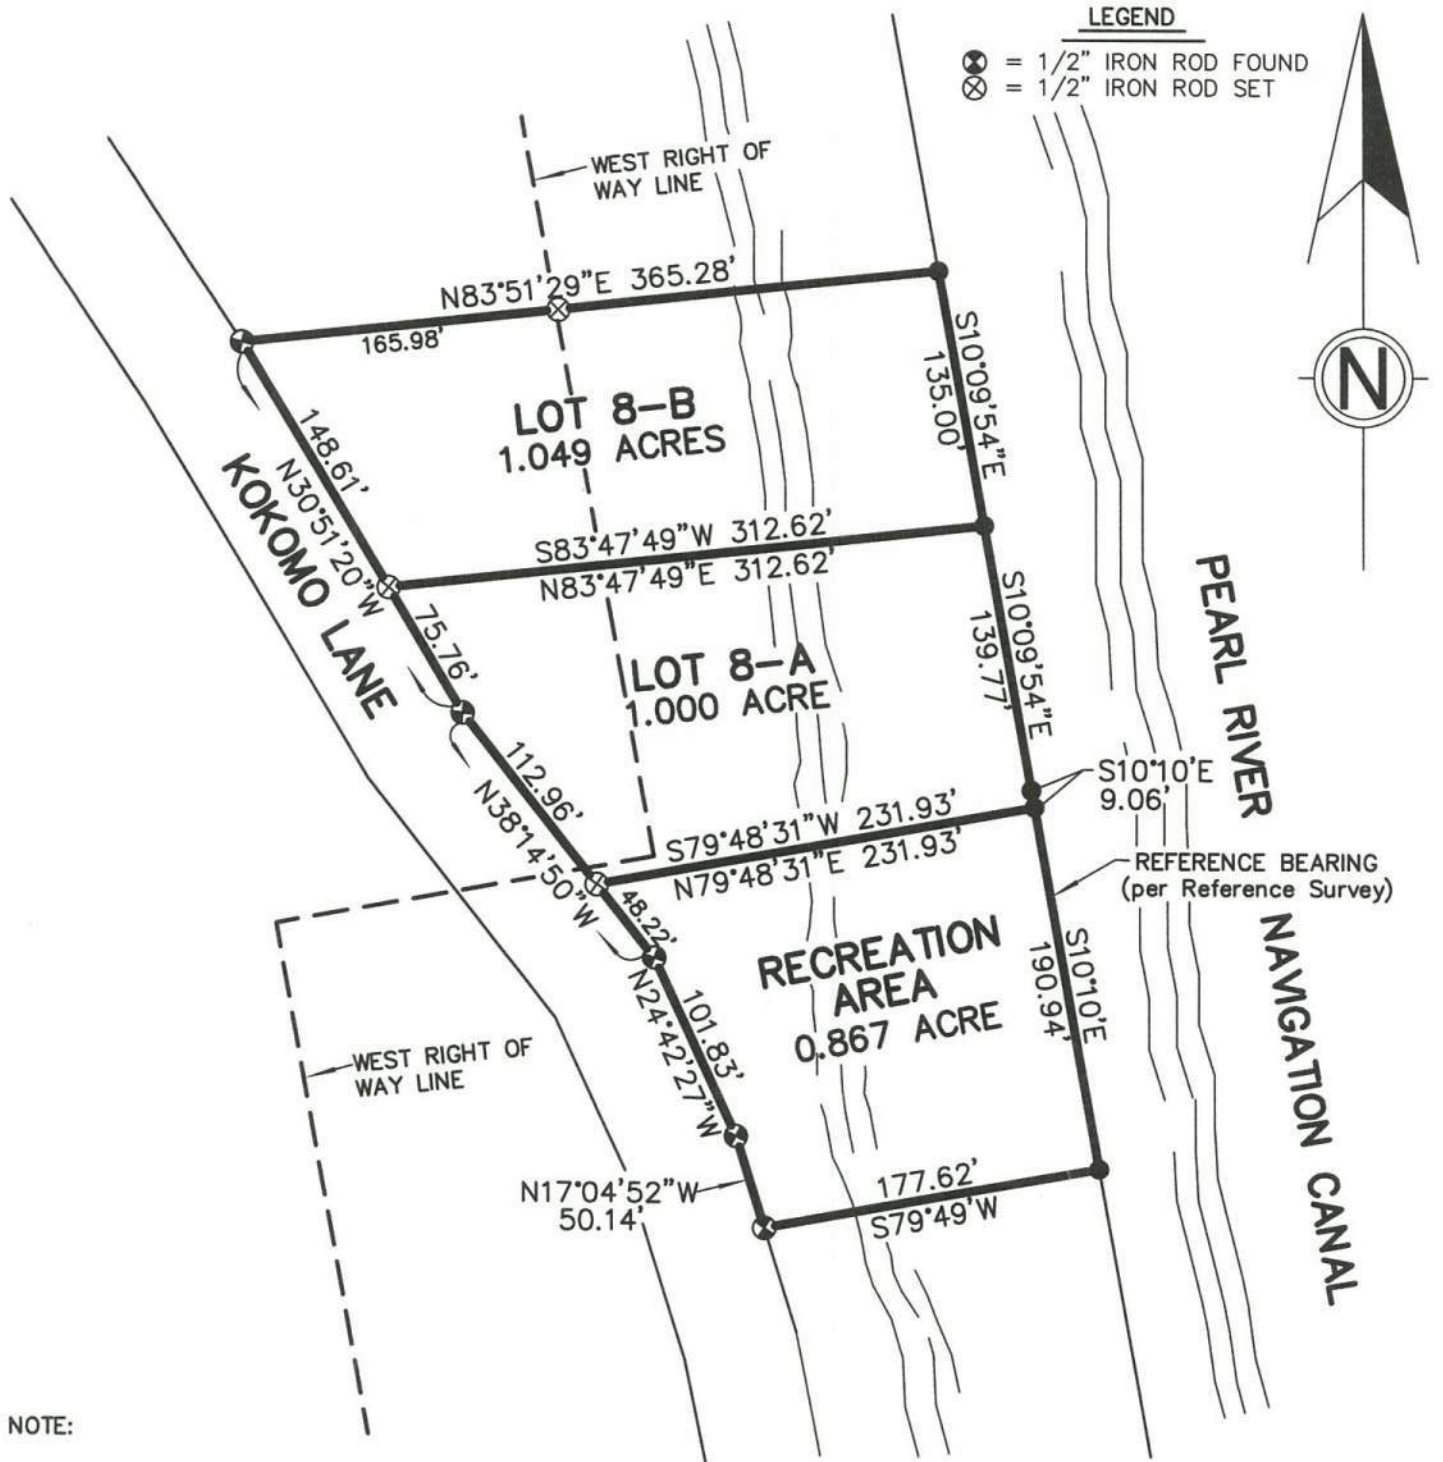 LEGEND
= 1/2" IRON ROD FOUND
= 1/2" IRON ROD SET
WEST RIGHT OF
WAY LINE
N83°51'29"E 365.28'
165.98'
S10°09'54"E
135.00'
N
LOT 8-B
1.049 ACRES
148.61'
N30°51'20"W
KOKOMO LANE
S83°47'49"W 312.62'
N83°47'49"E 312.62'
75.76'
S10°09'54"E
139.77'
LOT 8-A
1.000 ACRE
PEARL RIVER NAVIGATION CANAL
112.96'
N38°14'50"W
S10°10'E
9.06'
S79°48'31"W 231.93'
N79°48'31"E 231.93'
REFERENCE BEARING
(per Reference Survey)
48.22'
RECREATION
AREA
0.867 ACRE
S10°10'E
190.94'
101.83'
N24°42'27"W
WEST RIGHT OF
WAY LINE
N17°04'52"W
50.14'
177.62'
S79°49'W
NOTE: